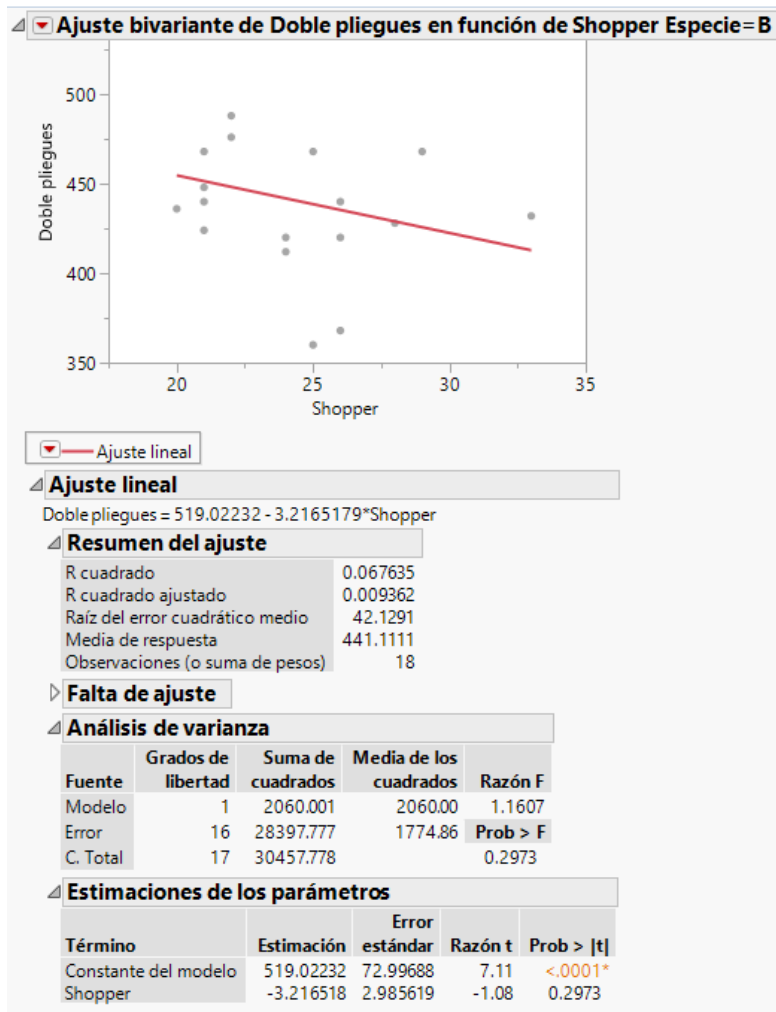 Ajuste bivariante de Doble pliegues en función de Shopper Especie=B
500
450
400
350
Doble pliegues
20 25 30 35
Shopper
Ajuste lineal
Ajuste lineal
Doble pliegues = 519.02232 - 3.2165179*Shopper
Resumen del ajuste
R cuadrado 0.067635
R cuadrado ajustado 0.009362
Raíz del error cuadrático medio 42.1291
Media de respuesta 441.1111
Observaciones (o suma de pesos) 18
Falta de ajuste
Análisis de varianza
Grados de Suma de Media de los
Fuente libertad cuadrados cuadrados Razón F
Modelo 1 2060.001 2060.00 1.1607
Error 16 28397.777 1774.86 Prob > F
C. Total 17 30457.778 0.2973
Estimaciones de los parámetros
Error
Término Estimación estándar Razón t Prob > |t|
Constante del modelo 519.02232 72.99688 7.11 <.0001*
Shopper -3.216518 2.985619 -1.08 0.2973